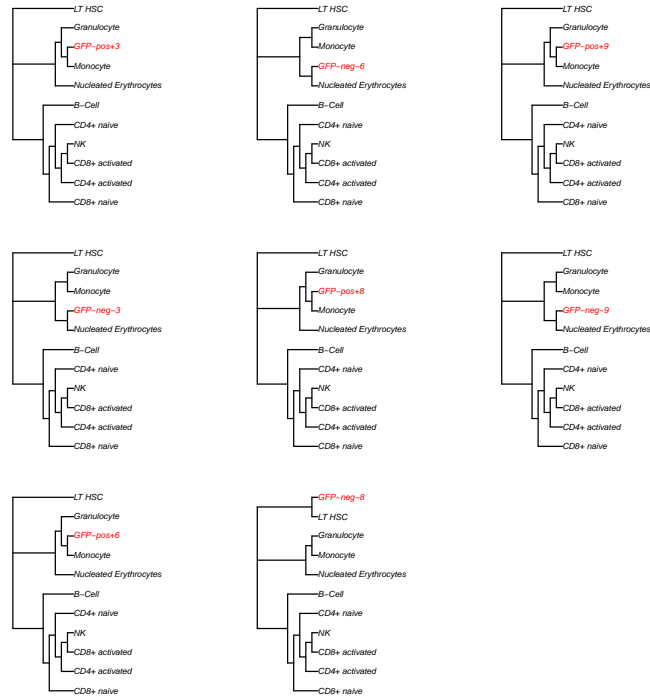 LT HSC
Granulocyte
GFP-pos+3
Monocyte
Nucleated Erythrocytes
B-Cell
CD4+ naive
NK
CD8+ activated
CD4+ activated
CD8+ naive
LT HSC
Granulocyte
Monocyte
GFP-neg-6
Nucleated Erythrocytes
B-Cell
CD4+ naive
NK
CD8+ activated
CD4+ activated
CD8+ naive
LT HSC
Granulocyte
GFP-pos+9
Monocyte
Nucleated Erythrocytes
B-Cell
CD4+ naive
NK
CD8+ activated
CD4+ activated
CD8+ naive
LT HSC
Granulocyte
Monocyte
GFP-neg-3
Nucleated Erythrocytes
B-Cell
CD4+ naive
NK
CD8+ activated
CD4+ activated
CD8+ naive
LT HSC
Granulocyte
GFP-pos+8
Monocyte
Nucleated Erythrocytes
B-Cell
CD4+ naive
NK
CD8+ activated
CD4+ activated
CD8+ naive
LT HSC
Granulocyte
Monocyte
GFP-neg-9
Nucleated Erythrocytes
B-Cell
CD4+ naive
NK
CD8+ activated
CD4+ activated
CD8+ naive
LT HSC
Granulocyte
GFP-pos+6
Monocyte
Nucleated Erythrocytes
B-Cell
CD4+ naive
NK
CD8+ activated
CD4+ activated
CD8+ naive
GFP-neg-8
LT HSC
Granulocyte
Monocyte
Nucleated Erythrocytes
B-Cell
CD4+ naive
NK
CD8+ activated
CD4+ activated
CD8+ naive